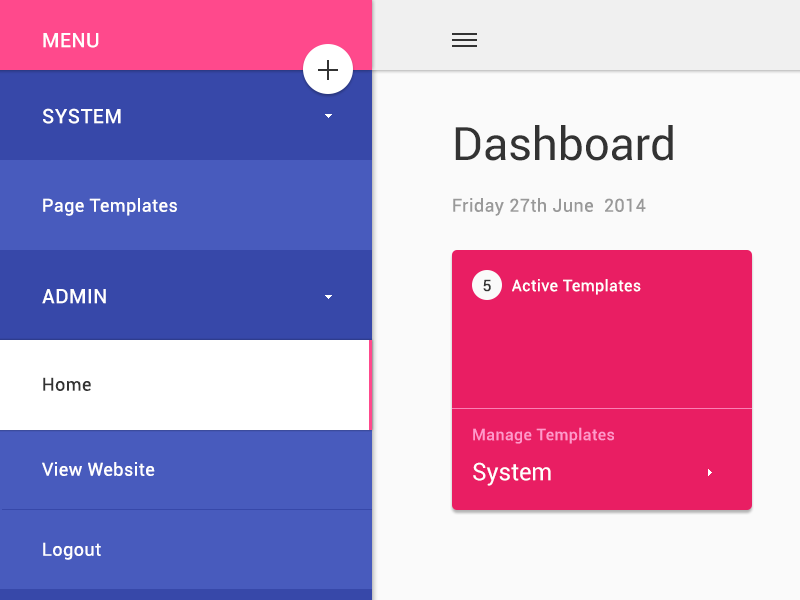 MENU
SYSTEM
Page Templates
ADMIN
Home
View Website
Logout
Dashboard
Friday 27th June 2014
5 Active Templates
Manage Templates
System